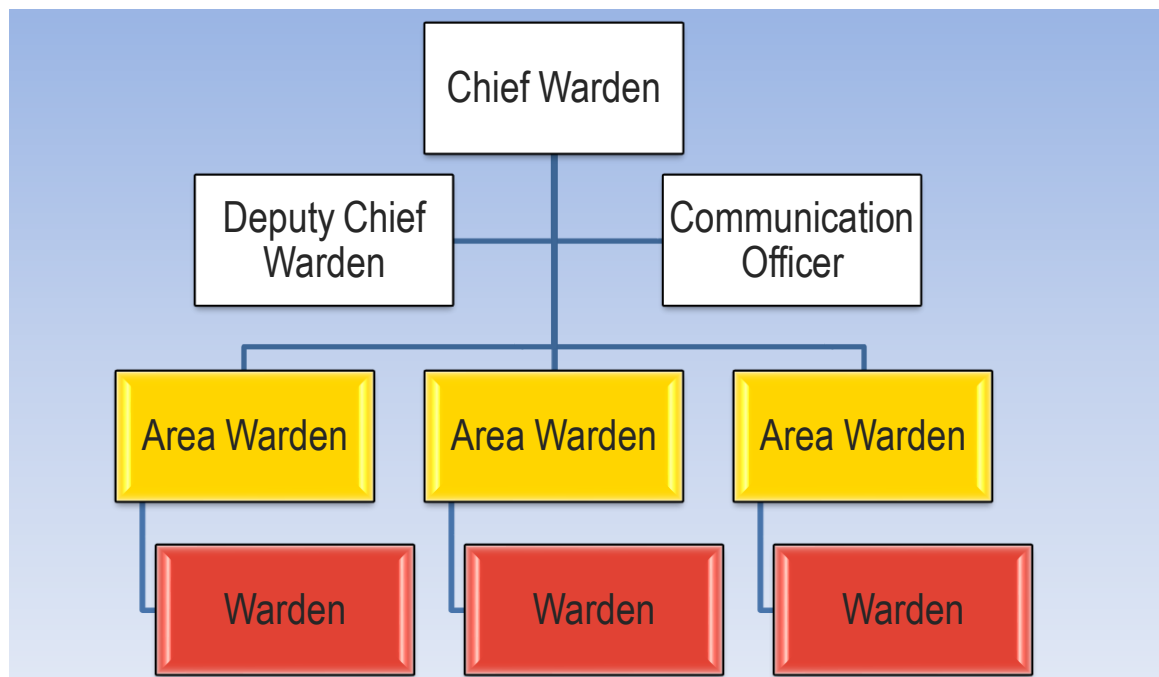 Chief Warden
Deputy Chief
Warden
Communication
Officer
Area Warden
Area Warden
Area Warden
Warden
Warden
Warden